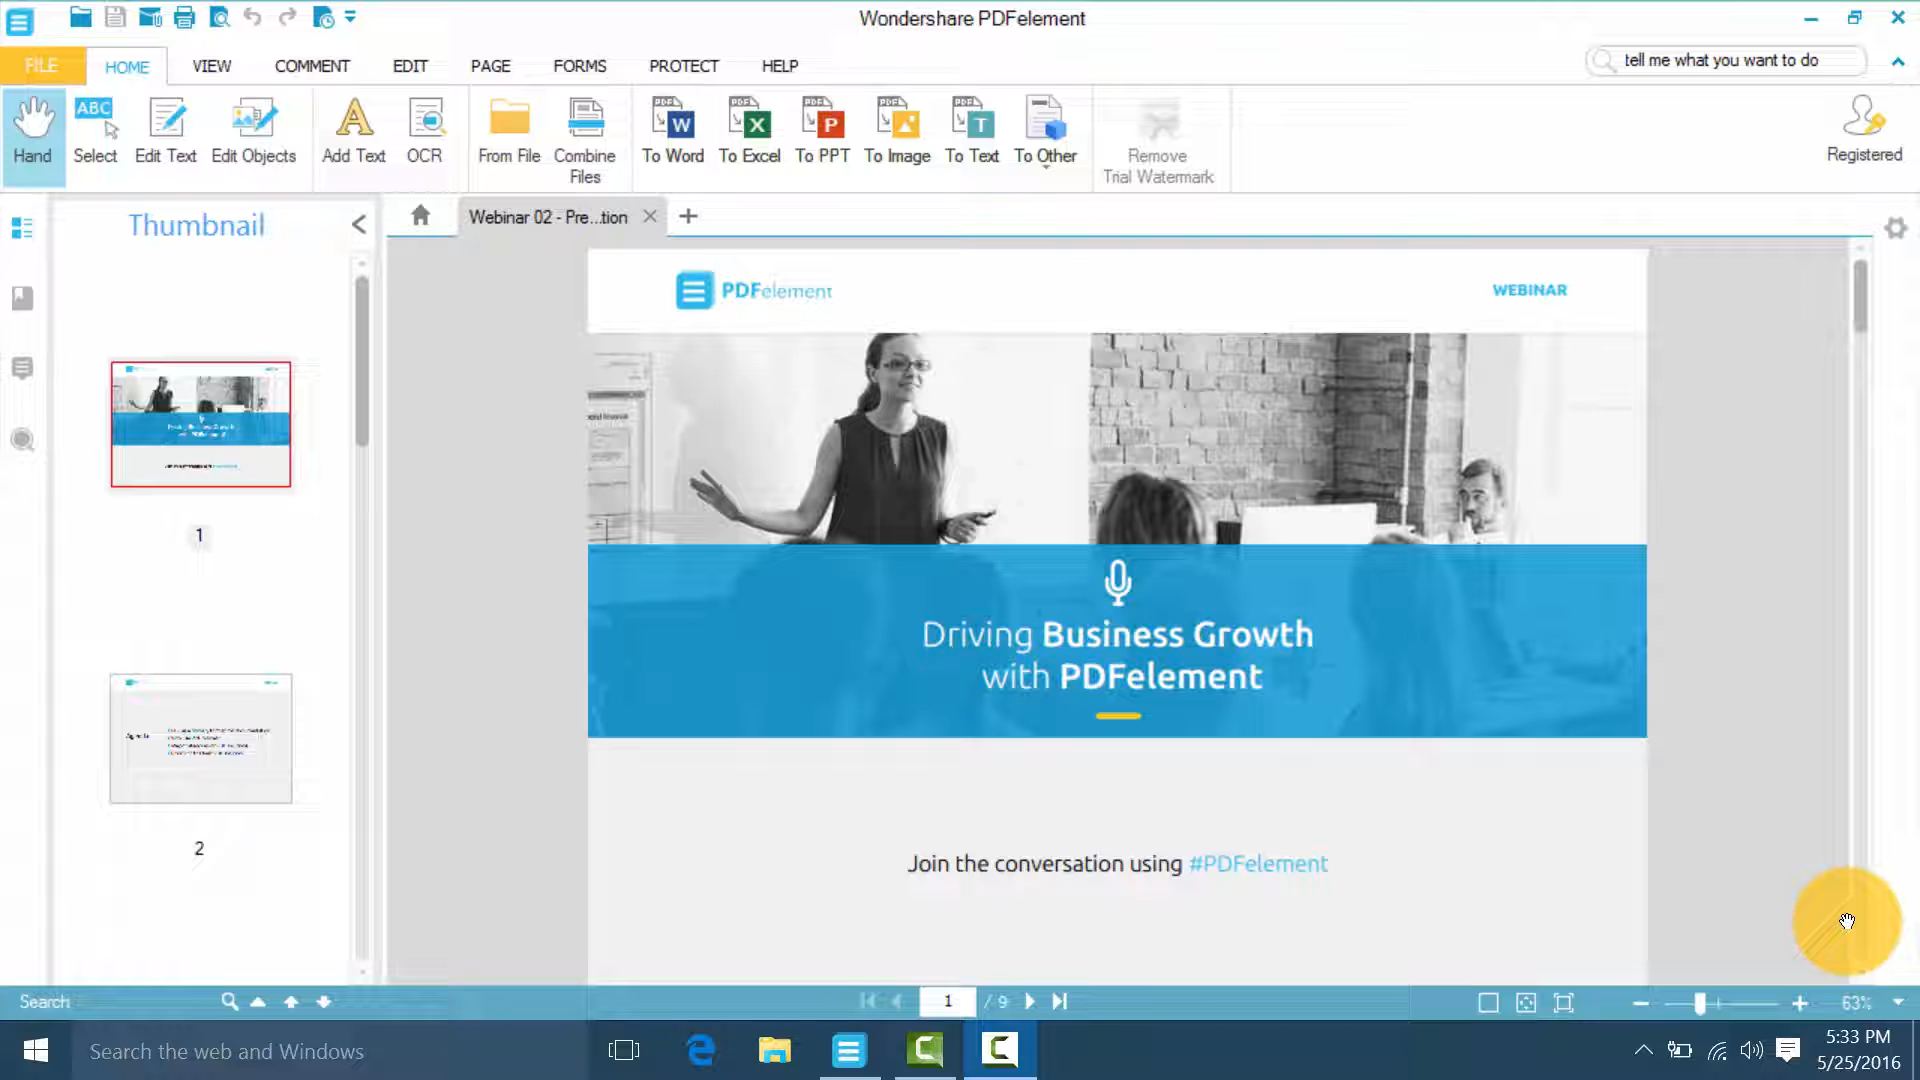 Wondershare PDFelement
FILE HOME VIEW COMMENT EDIT PAGE FORMS PROTECT HELP
tell me what you want to do
ABC
Hand Select Edit Text Edit Objects Add Text OCR From File Combine Files To Word To Excel To PPT To Image To Text To Other Remove Trial Watermark Registered
Thumbnail
Webinar 02 - Pre...tion
PDFelement
WEBINAR
Driving Business Growth
with PDFelement
Join the conversation using #PDFelement
1
2
Search
1 / 9
63%
Search the web and Windows
5:33 PM
5/25/2016